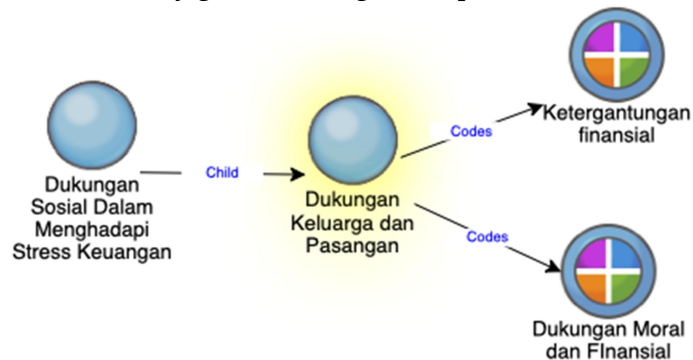 Dukungan
Sosial Dalam
Menghadapi
Stress Keuangan
Child
Dukungan
Keluarga dan
Pasangan
Codes
Ketergantungan
finansial
Codes
Dukungan Moral
dan FInansial